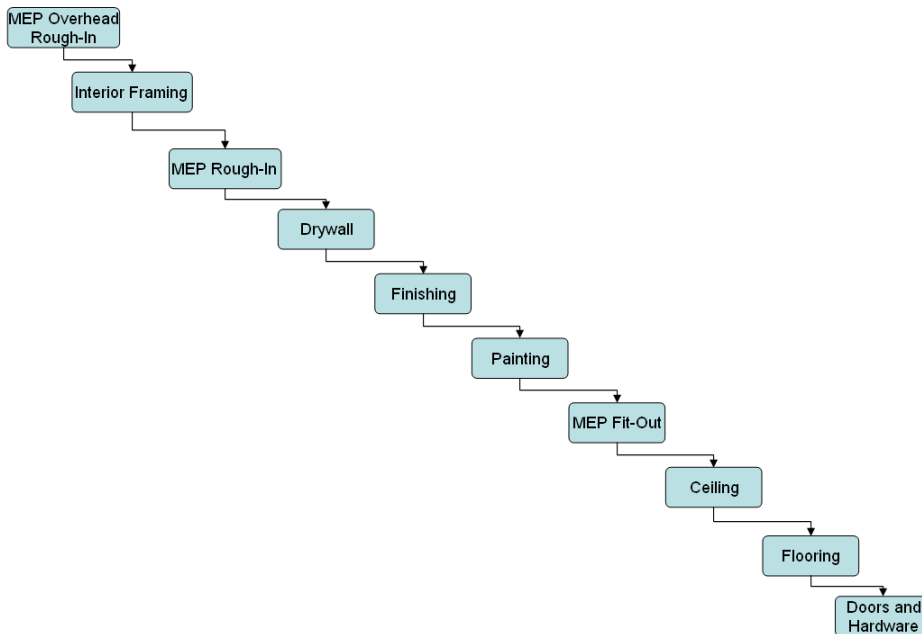 MEP Overhead
Rough-In
Interior Framing
MEP Rough-In
Drywall
Finishing
Painting
MEP Fit-Out
Ceiling
Flooring
Doors and
Hardware